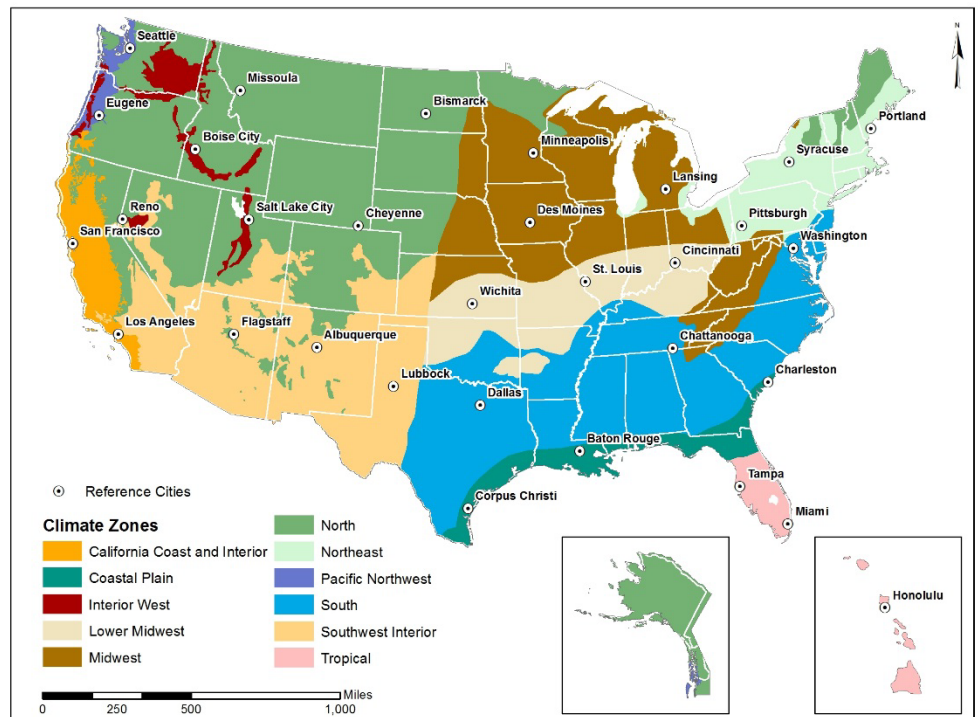 N
Seattle
Missoula
Bismarck
Portland
Eugene
Boise City
Minneapolis
Syracuse
Lansing
Reno
Salt Lake City
Cheyenne
Des Moines
Pittsburgh
San Francisco
Washington
Cincinnati
St. Louis
Wichita
Los Angeles
Flagstaff
Albuquerque
Chattanooga
Lubbock
Charleston
Dallas
Baton Rouge
Tampa
Corpus Christi
Miami
Reference Cities
Climate Zones
California Coast and Interior
Coastal Plain
Interior West
Lower Midwest
Midwest
North
Northeast
Pacific Northwest
South
Southwest Interior
Tropical
Honolulu
Miles
0 250 500 1,000